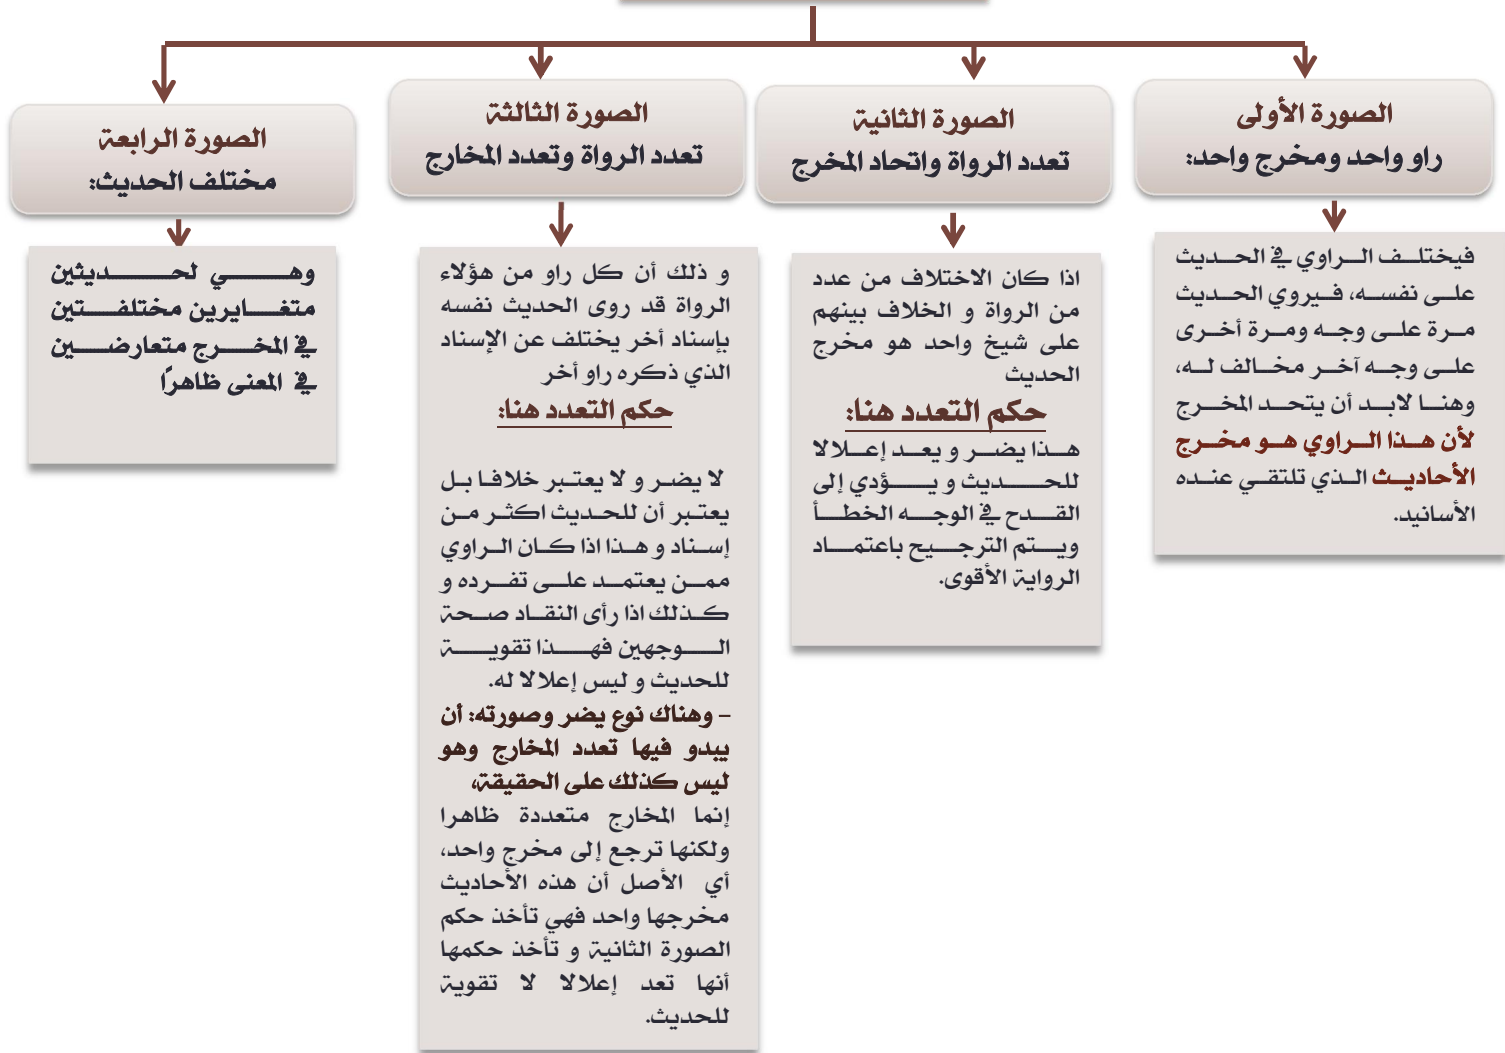 الصورة الأولى
راو واحد ومخرج واحد:
فيختلف الراوي في الحديث
على نفسه، فيروي الحديث
مرة على وجه ومرة أخرى
على وجه آخر مخالف له،
وهنا لابد أن يتحد المخرج
لأن هذا الراوي هو مخرج
الأحاديث الذي تلتقي عنده
الأسانيد.
الصورة الثانية
تعدد الرواة واتحاد المخرج
اذا كان الاختلاف من عدد
من الرواة و الخلاف بينهم
على شيخ واحد هو مخرج
الحديث
حكم التعدد هنا:
هذا يضر و يعد إعلالا
للحديث و يؤدي إلى
القدح في الوجه الخطأ
ويتم الترجيح باعتماد
الرواية الأقوى.
الصورة الثالثة
تعدد الرواة وتعدد المخارج
و ذلك أن كل راو من هؤلاء
الرواة قد روى الحديث نفسه
بإسناد أخر يختلف عن الإسناد
الذي ذكره راو أخر
حكم التعدد هنا:
لا يضر و لا يعتبر خلافا بل
يعتبر أن للحديث اكثر من
إسناد و هذا اذا كان الراوي
ممن يعتمد على تفرده و
كذلك اذا رأى النقاد صحة
الوجهين فهذا تقوية
للحديث و ليس إعلالا له.
– وهناك نوع يضر وصورته: أن
يبدو فيها تعدد المخارج وهو
ليس كذلك على الحقيقة،
إنما المخارج متعددة ظاهرا
ولكنها ترجع إلى مخرج واحد،
أي الأصل أن هذه الأحاديث
مخرجها واحد فهي تأخذ حكم
الصورة الثانية و تأخذ حكمها
أنها تعد إعلالا لا تقوية
للحديث.
الصورة الرابعة
مختلف الحديث:
وهي لحديثين
متغايرين مختلفتين
في المخرج متعارضين
في المعنى ظاهرًا